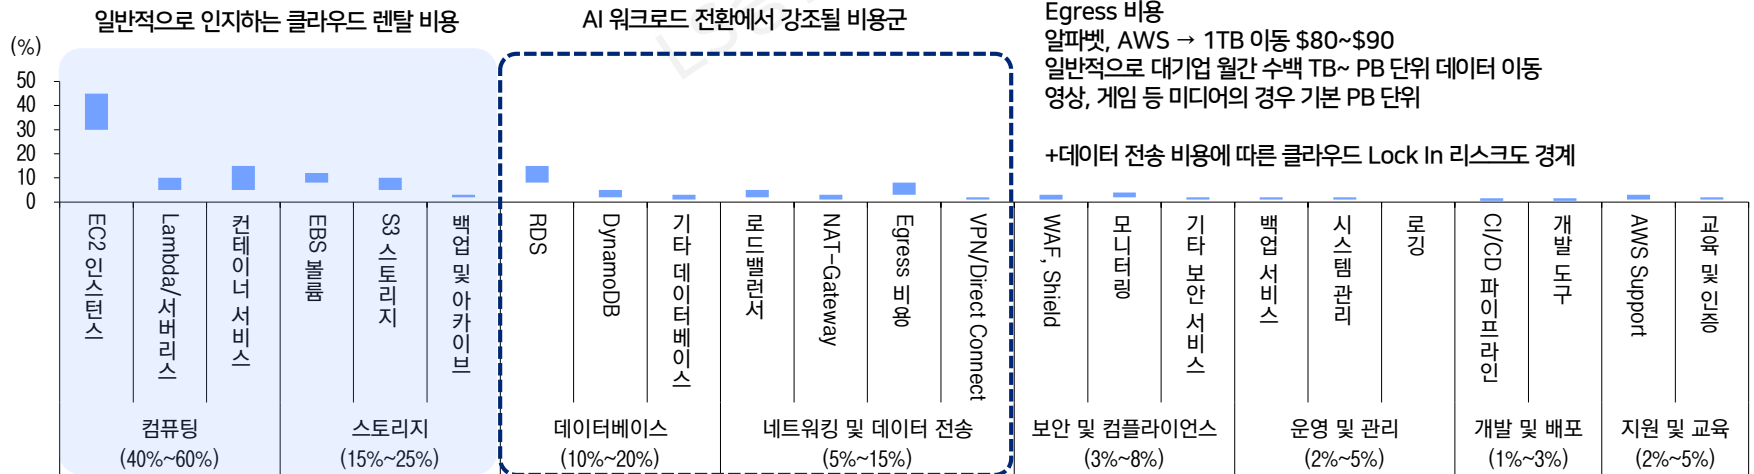 일반적으로 인지하는 클라우드 렌탈 비용
AI 워크로드 전환에서 강조될 비용군
Egress 비용
알파벳, AWS → 1TB 이동 $80~$90
일반적으로 대기업 월간 수백 TB~ PB 단위 데이터 이동
영상, 게임 등 미디어의 경우 기본 PB 단위
+데이터 전송 비용에 따른 클라우드 Lock In 리스크도 경계
(%)
50
40
30
20
10
0
EC2 인스턴스
Lambda/서버리스
컨테이너 서비스
EBS 볼륨
S3 스토리지
백업 및 아카이브
RDS
DynamoDB
기타 데이터베이스
로드밸런서
NAT-Gateway
Egress 비용
VPN/Direct Connect
WAF, Shield
모니터링
기타 보안 서비스
백업 서비스
시스템 관리
로깅
CI/CD 파이프라인
개발 도구
AWS Support
교육 및 인증
컴퓨팅
(40%~60%)
스토리지
(15%~25%)
데이터베이스
(10%~20%)
네트워킹 및 데이터 전송
(5%~15%)
보안 및 컴플라이언스
(3%~8%)
운영 및 관리
(2%~5%)
개발 및 배포
(1%~3%)
지원 및 교육
(2%~5%)